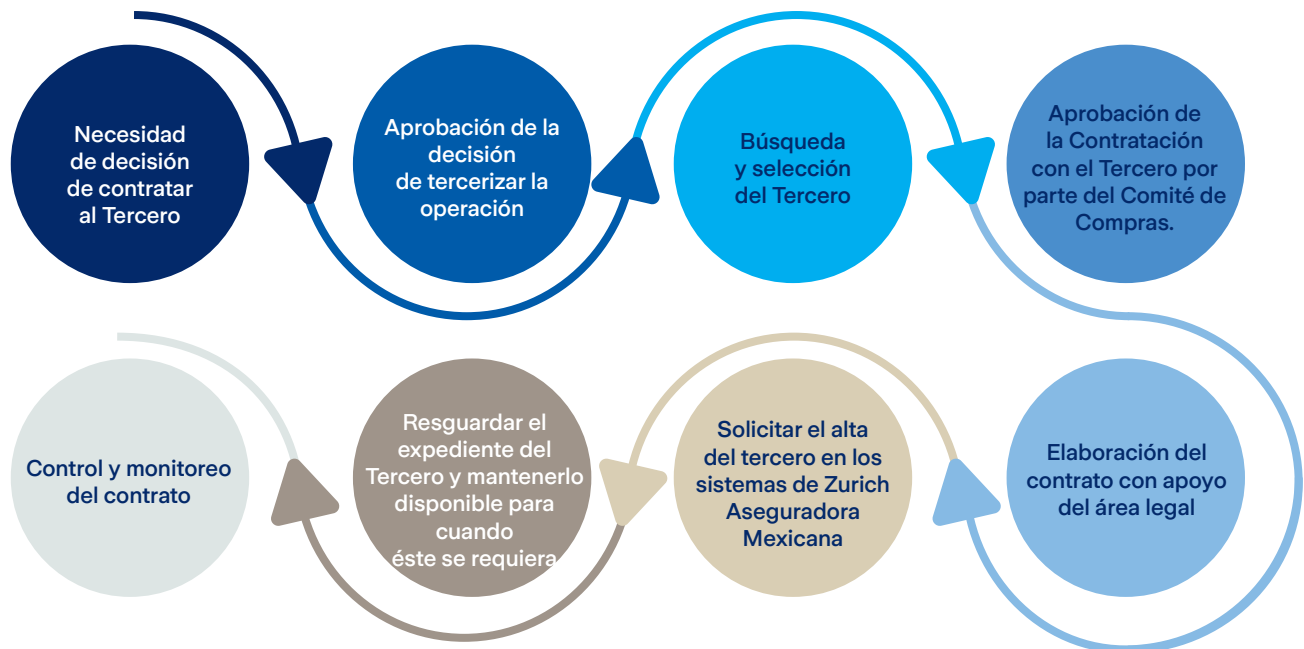 Necesidad
de decisión
de contratar
al Tercero
Aprobación de la
decisión
de tercerizar la
operación
Búsqueda
y selección
del Tercero
Aprobación de
la Contratación
con el Tercero por
parte del Comité de
Compras.
Elaboración del
contrato con apoyo
del área legal
Solicitar el alta
del tercero en los
sistemas de Zurich
Aseguradora
Mexicana
Resguardar el
expediente del
Tercero y mantenerlo
disponible para
cuando
éste se requiera.
Control y monitoreo
del contrato